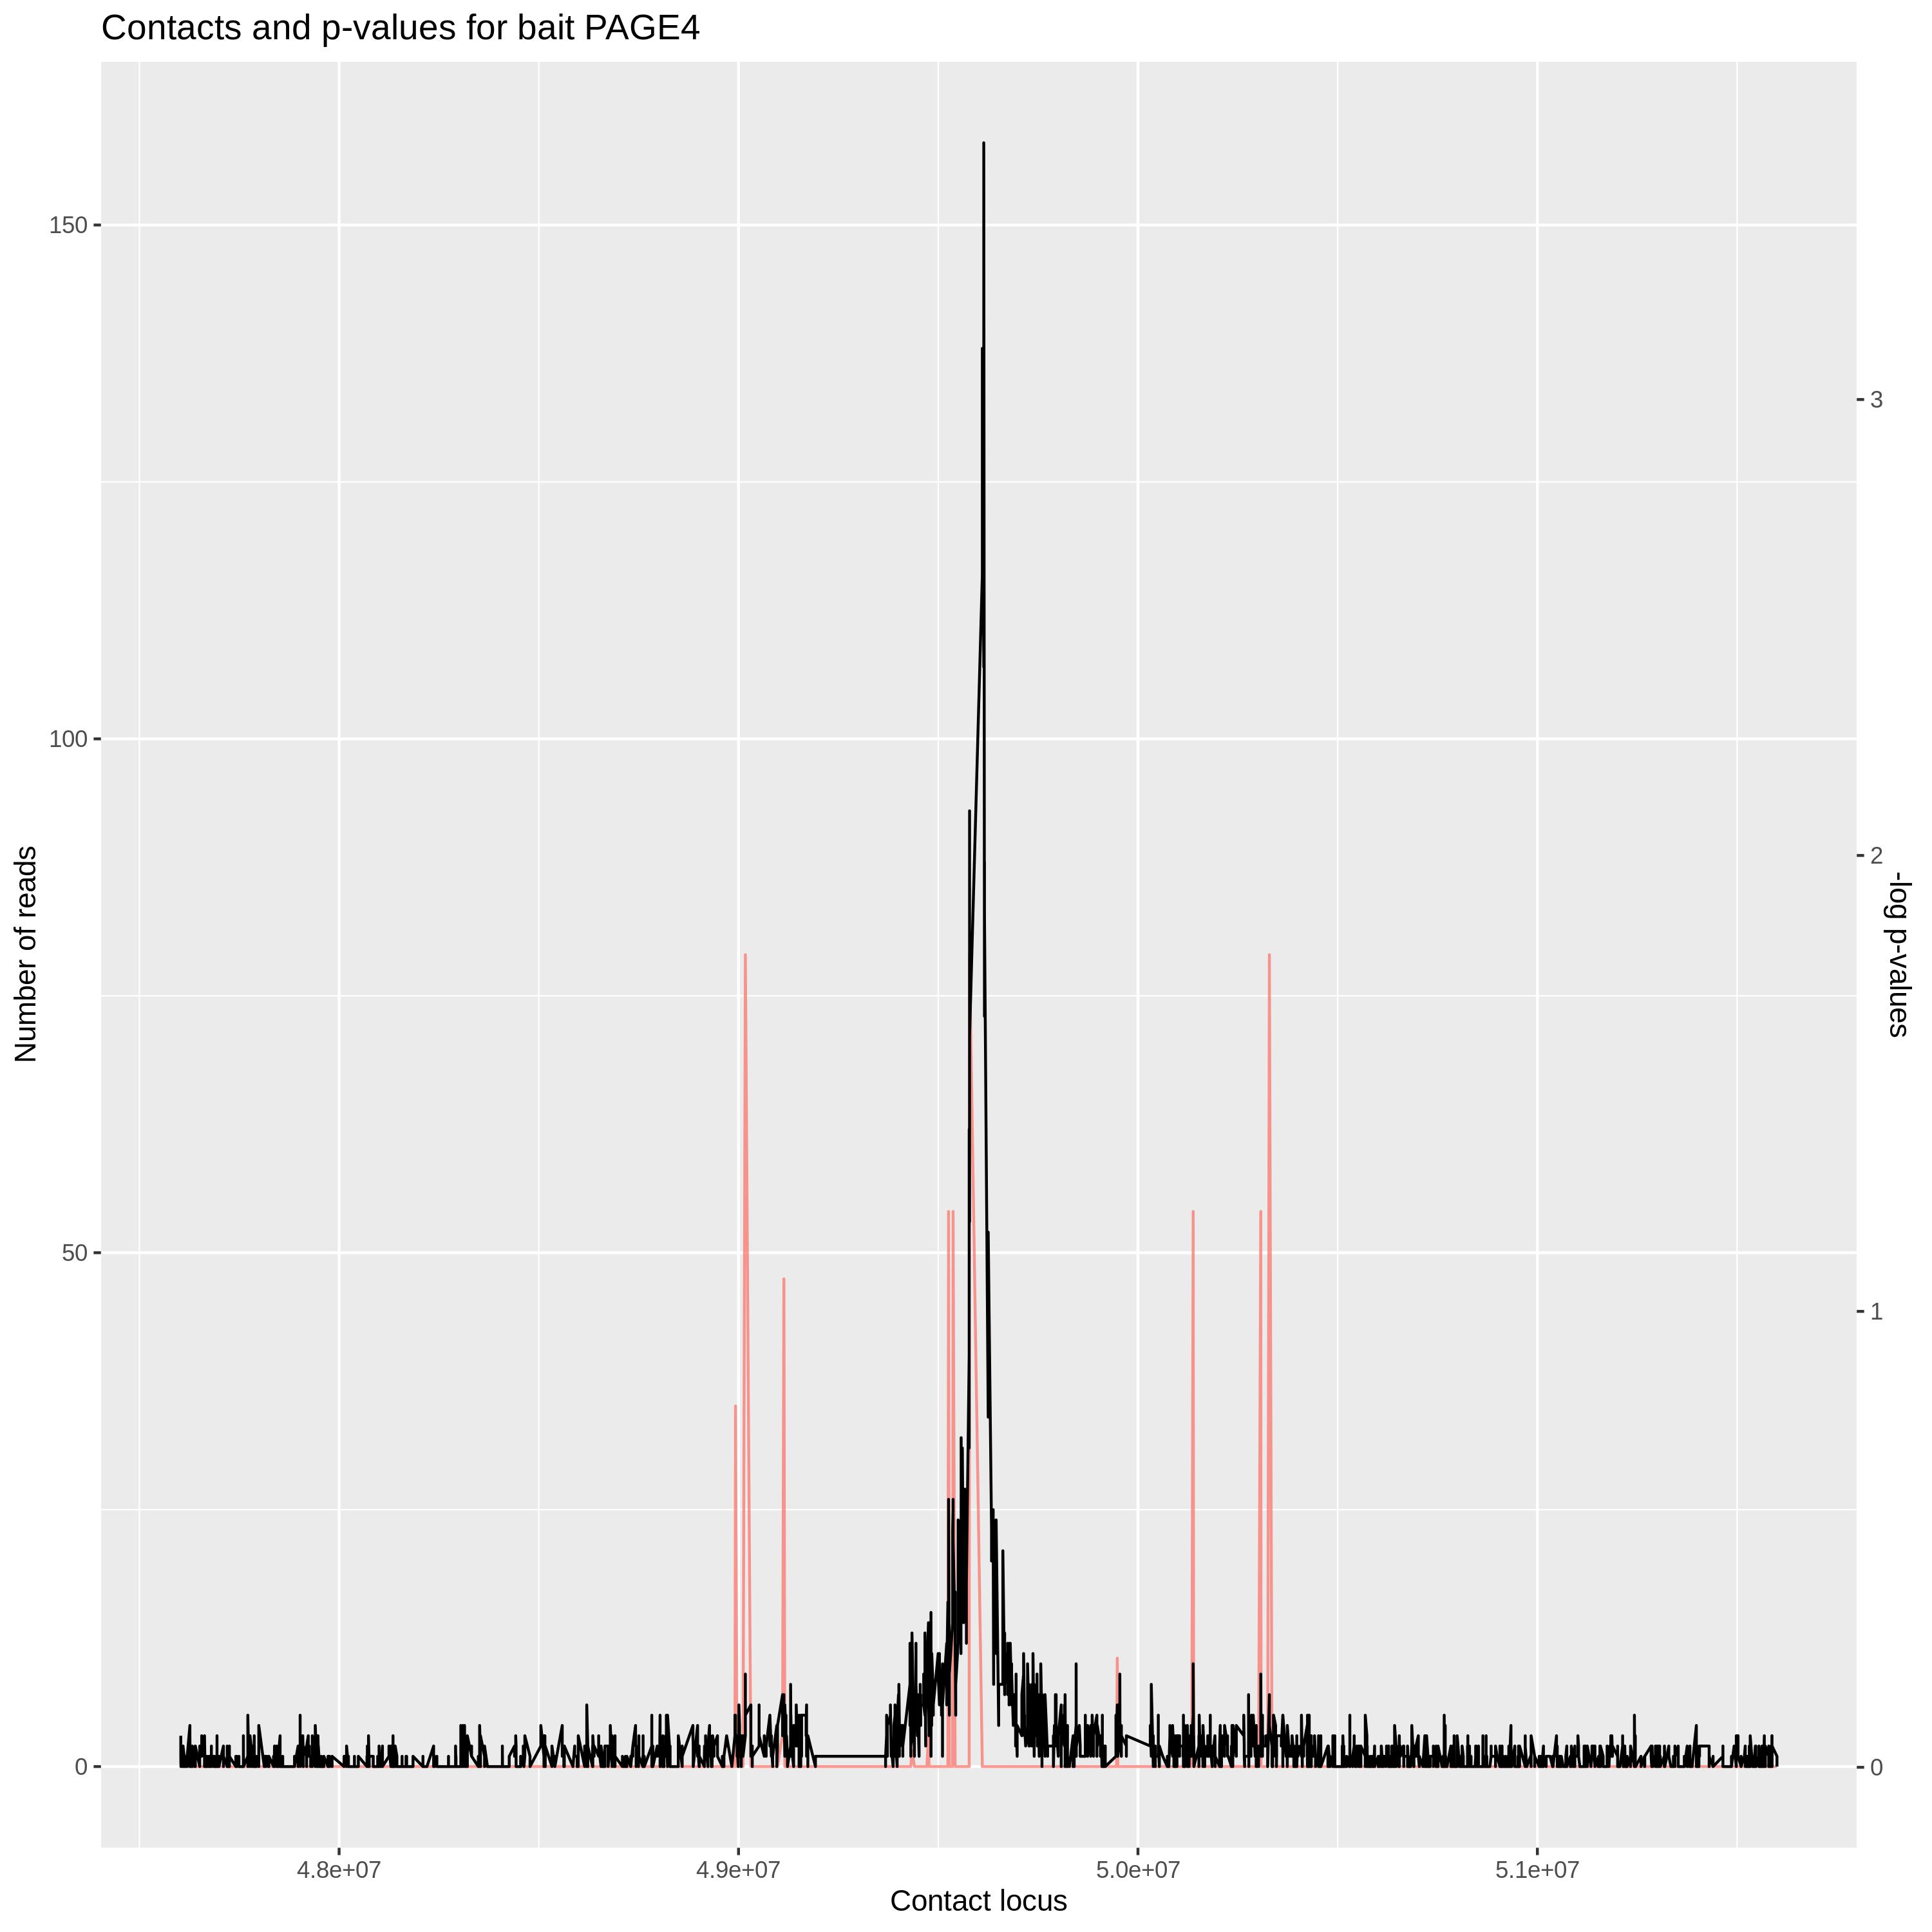 Contacts and p-values for bait PAGE4
150
100
50
0
Number of reads
3
2
1
0
-log p-values
4.8e+07
4.9e+07
5.0e+07
5.1e+07
Contact locus